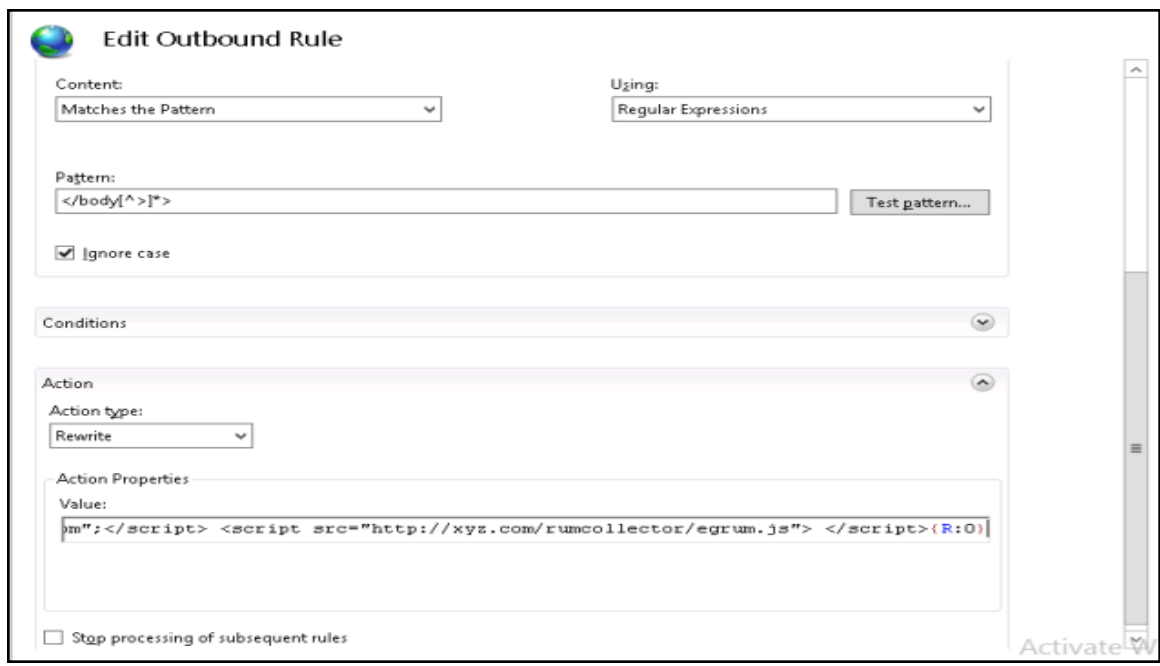 Edit Outbound Rule
Content: Using:
Matches the Pattern Regular Expressions
Pattern:
</body[^>]*> Test pattern...
Ignore case
Conditions
Action
Action type:
Rewrite
Action Properties
Value:
om";</script> <script src="http://xyz.com/rumcollector/egrum.js"> </script>{R:0}
Stop processing of subsequent rules
Activate W